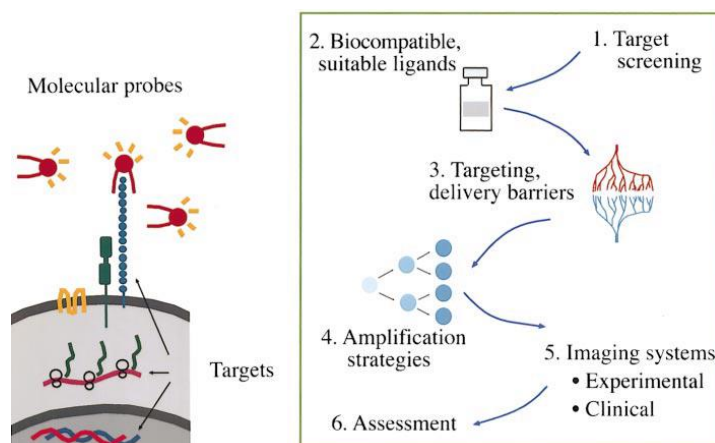 Molecular probes
Targets
1. Target
screening
2. Biocompatible,
suitable ligands
3. Targeting,
delivery barriers
4. Amplification
strategies
5. Imaging systems
• Experimental
• Clinical
6. Assessment